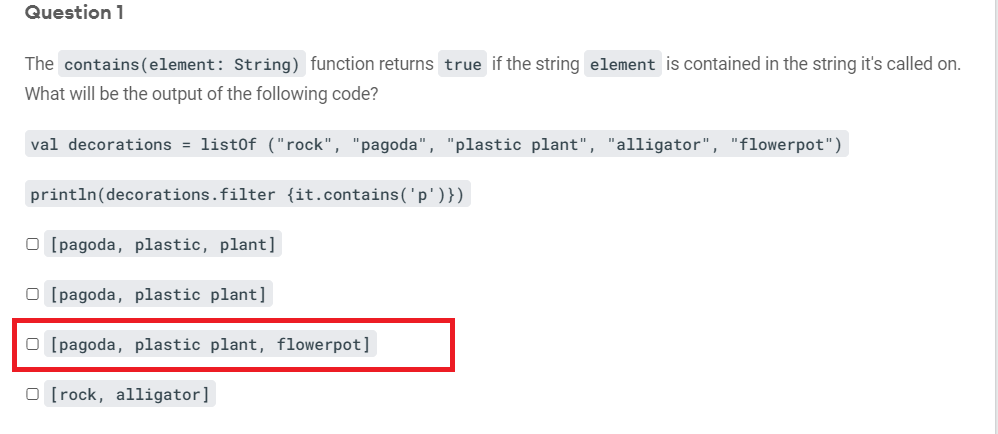 Question 1
The contains(element: String) function returns true if the string element is contained in the string it's called on.
What will be the output of the following code?
val decorations = listOf ("rock", "pagoda", "plastic plant", "alligator", "flowerpot")
println(decorations.filter {it.contains('p')})
[pagoda, plastic, plant]
[pagoda, plastic plant]
[pagoda, plastic plant, flowerpot]
[rock, alligator]